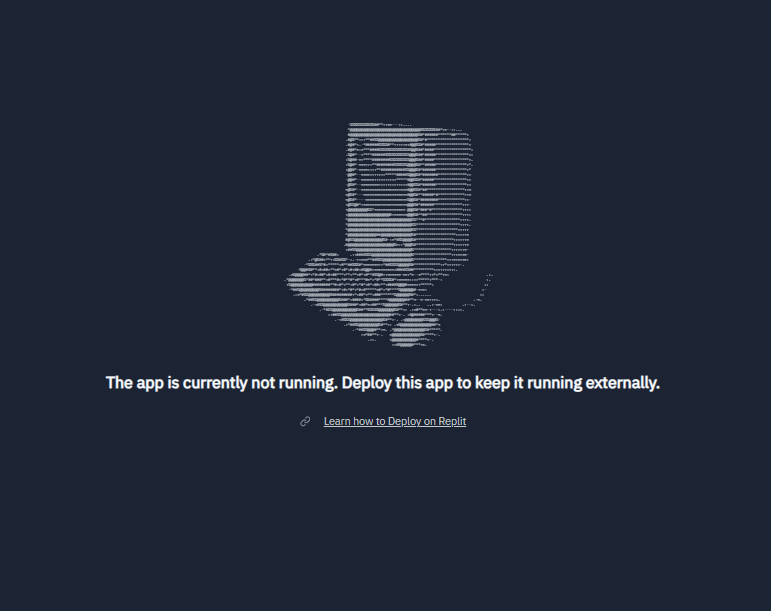 The app is currently not running. Deploy this app to keep it running externally.
Learn how to Deploy on Replit